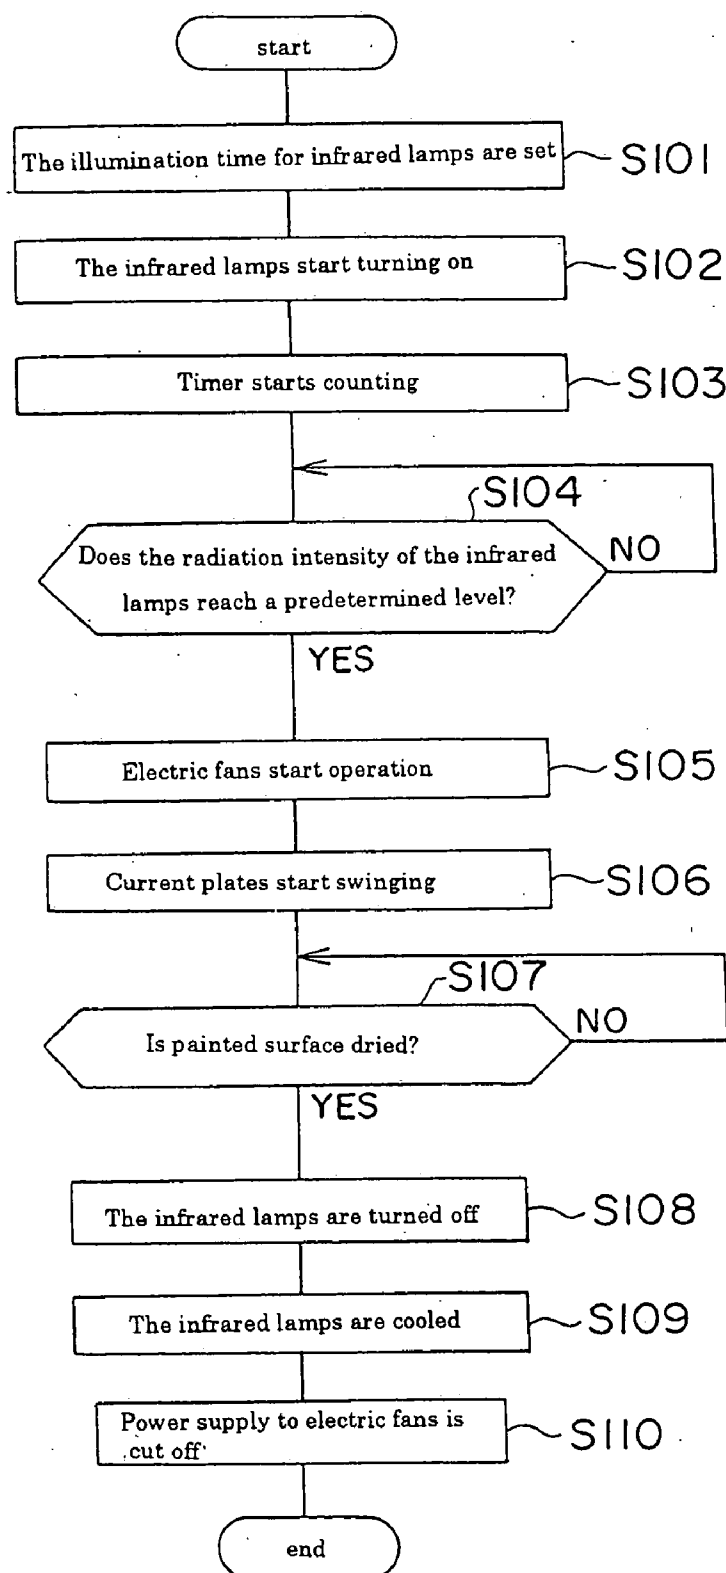 start
The illumination time for infrared lamps are set
S101
The infrared lamps start turning on
S102
Timer starts counting
S103
S104
Does the radiation intensity of the infrared
lamps reach a predetermined level?
NO
YES
Electric fans start operation
S105
Current plates start swinging
S106
S107
Is painted surface dried?
NO
YES
The infrared lamps are turned off
S108
The infrared lamps are cooled
S109
Power supply to electric fans is
cut off
S110
end